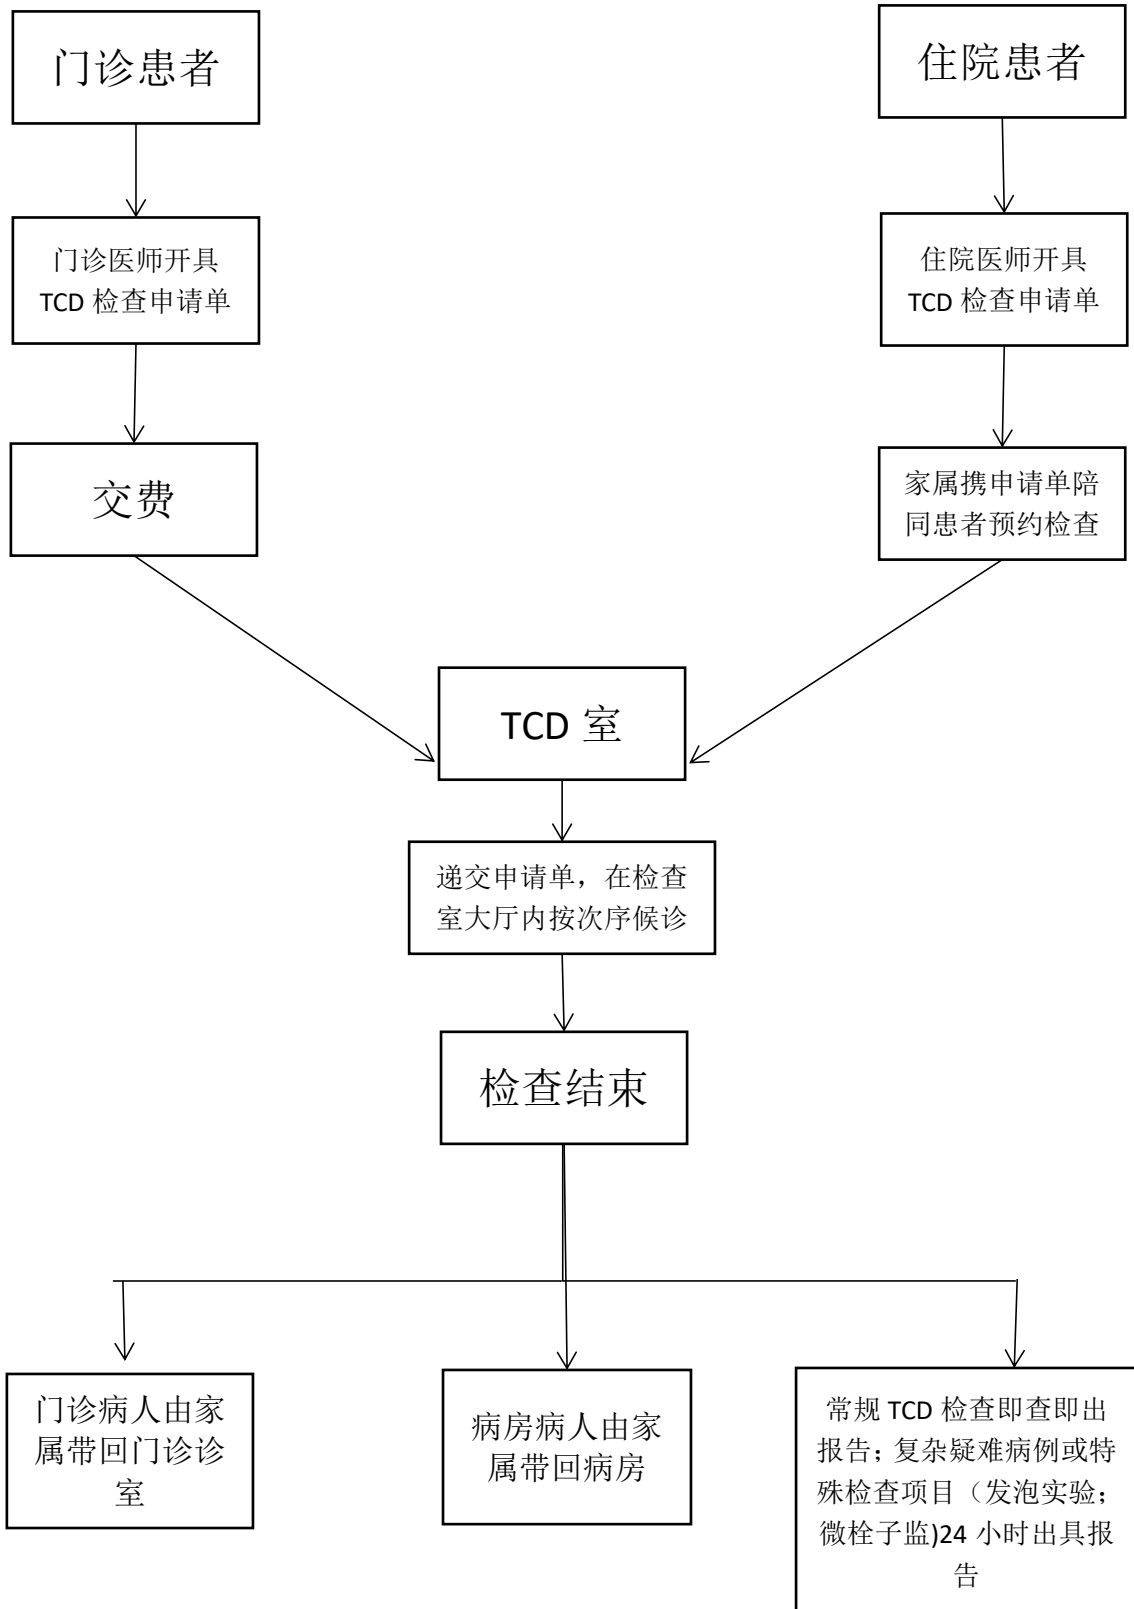 门诊患者
住院患者
门诊医师开具
TCD 检查申请单
住院医师开具
TCD 检查申请单
交费
家属携申请单陪
同患者预约检查
TCD 室
递交申请单，在检查
室大厅内按次序候诊
检查结束
门诊病人由家
属带回门诊诊
室
病房病人由家
属带回病房
常规 TCD 检查即查即出
报告；复杂疑难病例或特
殊检查项目（发泡实验；
微栓子监)24 小时出具报
告